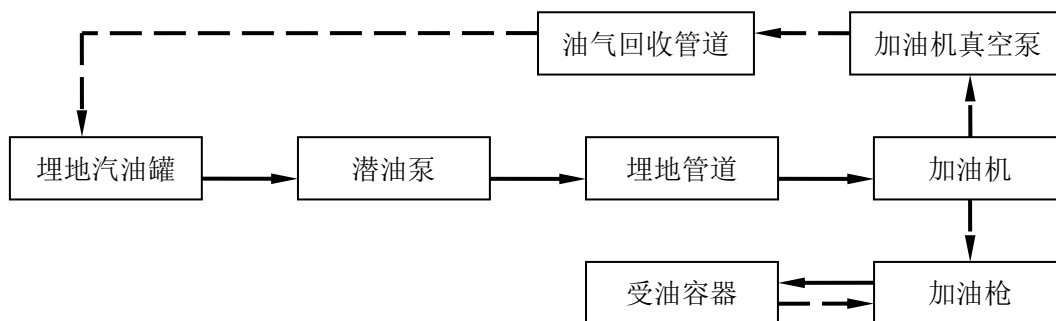 油气回收管道
加油机真空泵
埋地汽油罐
潜油泵
埋地管道
加油机
受油容器
加油枪